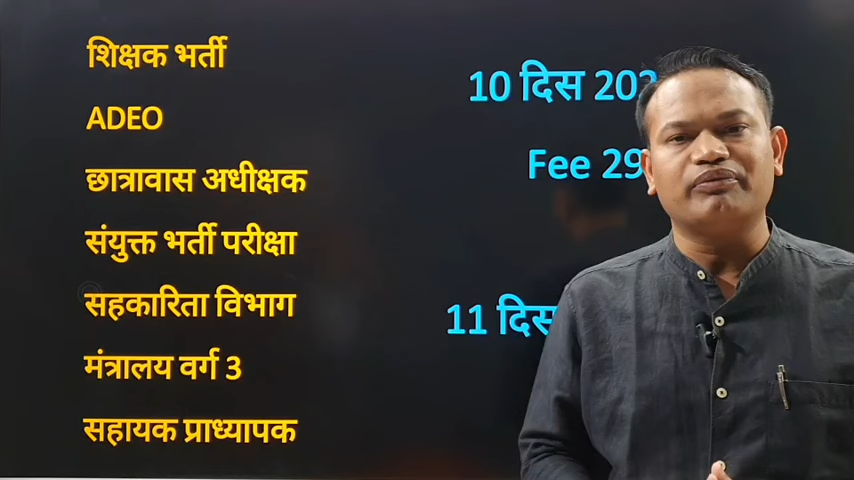 शिक्षक भर्ती
10 दिस
ADEO
Fee
छात्रावास अधीक्षक
संयुक्त भर्ती परीक्षा
सहकारिता विभाग
11 दिस
मंत्रालय वर्ग 3
सहायक प्राध्यापक